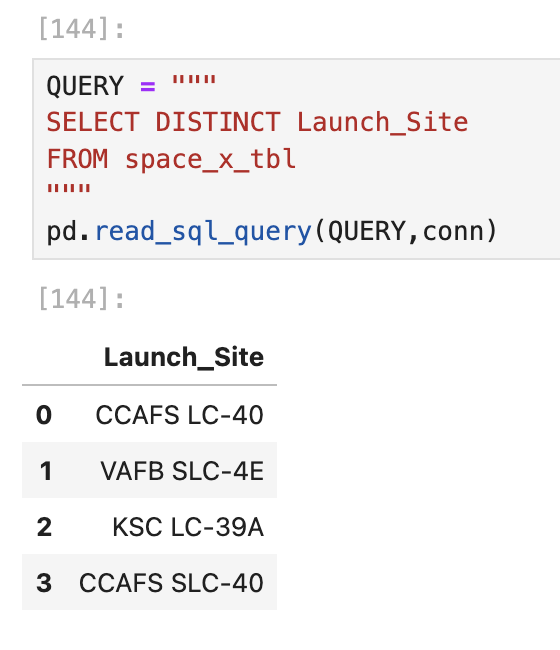 [144]:
QUERY = """
SELECT DISTINCT Launch_Site
FROM space_x_tbl
"""
pd.read_sql_query(QUERY,conn)
[144]:
Launch_Site
0 CCAFS LC-40
1 VAFB SLC-4E
2 KSC LC-39A
3 CCAFS SLC-40